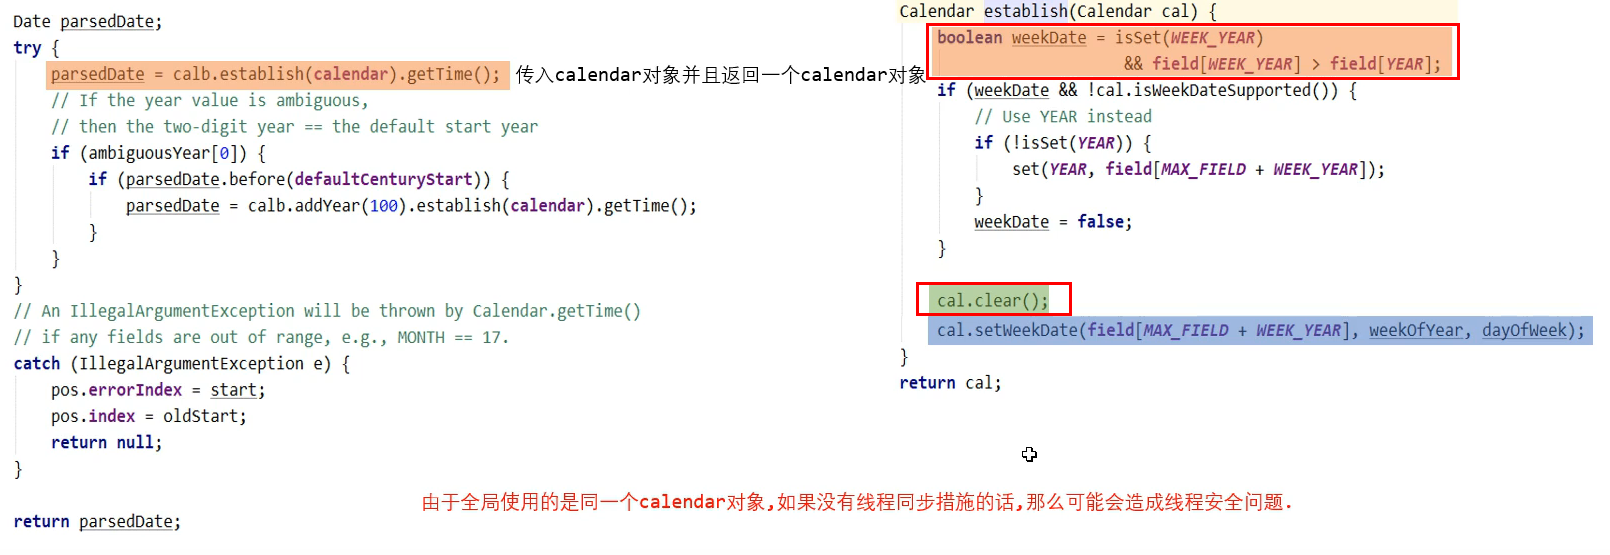 Date parsedDate;
try {
parsedDate = calb.establish(calendar).getTime();
传入calendar对象并且返回一个calendar对象
// If the year value is ambiguous,
// then the two-digit year == the default start year
if (ambiguousYear[0]) {
if (parsedDate.before(defaultCenturyStart)) {
parsedDate = calb.addYear(100).establish(calendar).getTime();
}
}
}
// An IllegalArgumentException will be thrown by Calendar.getTime()
// if any fields are out of range, e.g., MONTH == 17.
catch (IllegalArgumentException e) {
pos.errorIndex = start;
pos.index = oldStart;
return null;
}
return parsedDate;
Calendar establish(Calendar cal) {
boolean weekDate = isSet(WEEK_YEAR)
&& field[WEEK_YEAR] > field[YEAR];
if (weekDate && !cal.isWeekDateSupported()) {
// Use YEAR instead
if (!isSet(YEAR)) {
set(YEAR, field[MAX_FIELD + WEEK_YEAR]);
}
weekDate = false;
}
cal.clear();
cal.setWeekDate(field[MAX_FIELD + WEEK_YEAR], weekOfYear, dayOfWeek);
}
return cal;
由于全局使用的是同一个calendar对象,如果没有线程同步措施的话,那么可能会造成线程安全问题.